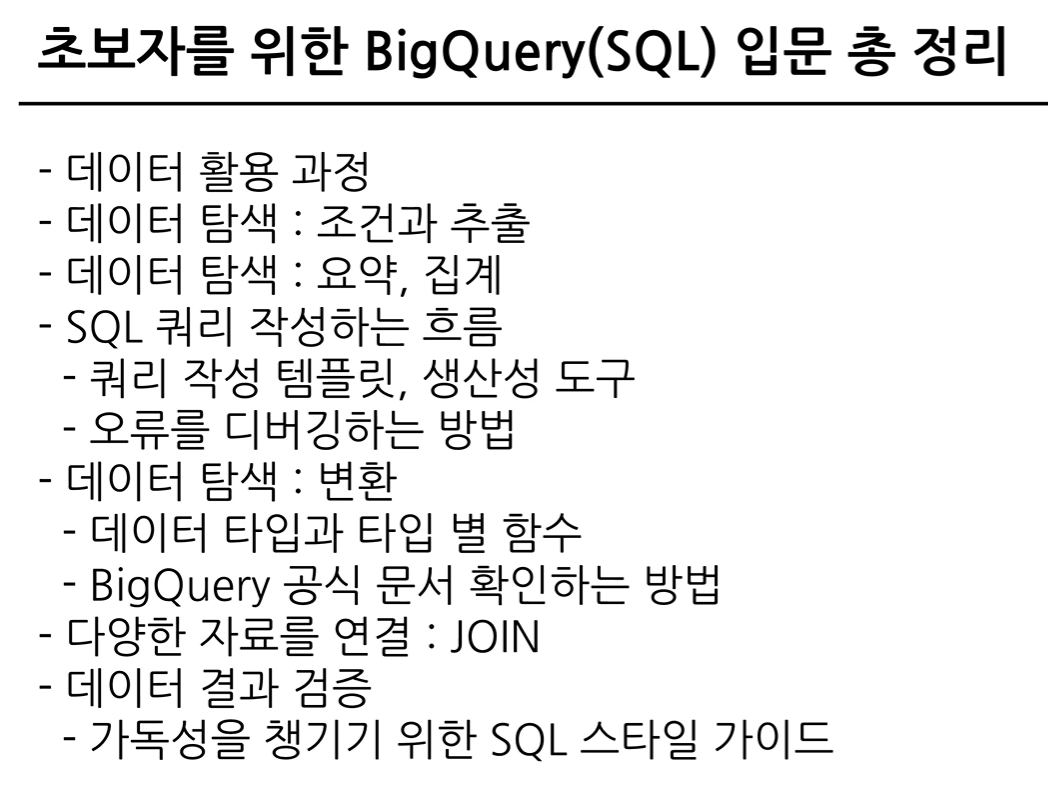 초보자를 위한 BigQuery(SQL) 입문 총 정리
- 데이터 활용 과정
- 데이터 탐색 : 조건과 추출
- 데이터 탐색 : 요약, 집계
- SQL 쿼리 작성하는 흐름
- 쿼리 작성 템플릿, 생산성 도구
- 오류를 디버깅하는 방법
- 데이터 탐색 : 변환
- 데이터 타입과 타입 별 함수
- BigQuery 공식 문서 확인하는 방법
- 다양한 자료를 연결 : JOIN
- 데이터 결과 검증
- 가독성을 챙기기 위한 SQL 스타일 가이드